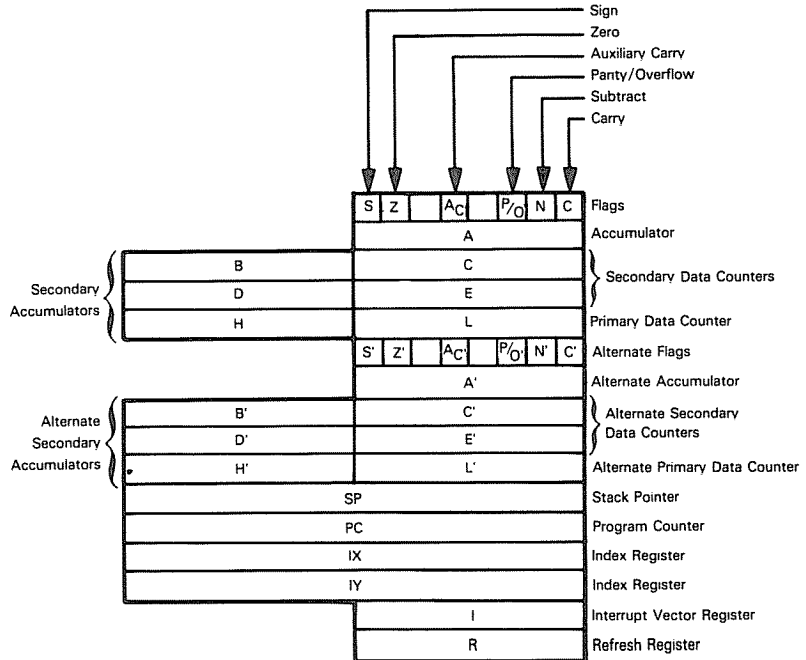 Sign
Zero
Auxiliary Carry
Parity/Overflow
Subtract
Carry
S Z AC P/O N C Flags
A Accumulator
B C
D E
H L Primary Data Counter
Secondary
Accumulators
Secondary Data Counters
S' Z' AC' P/O' N' C' Alternate Flags
A' Alternate Accumulator
B' C'
D' E'
H' L' Alternate Primary Data Counter
Alternate
Secondary
Accumulators
Alternate Secondary
Data Counters
SP Stack Pointer
PC Program Counter
IX Index Register
IY Index Register
I Interrupt Vector Register
R Refresh Register